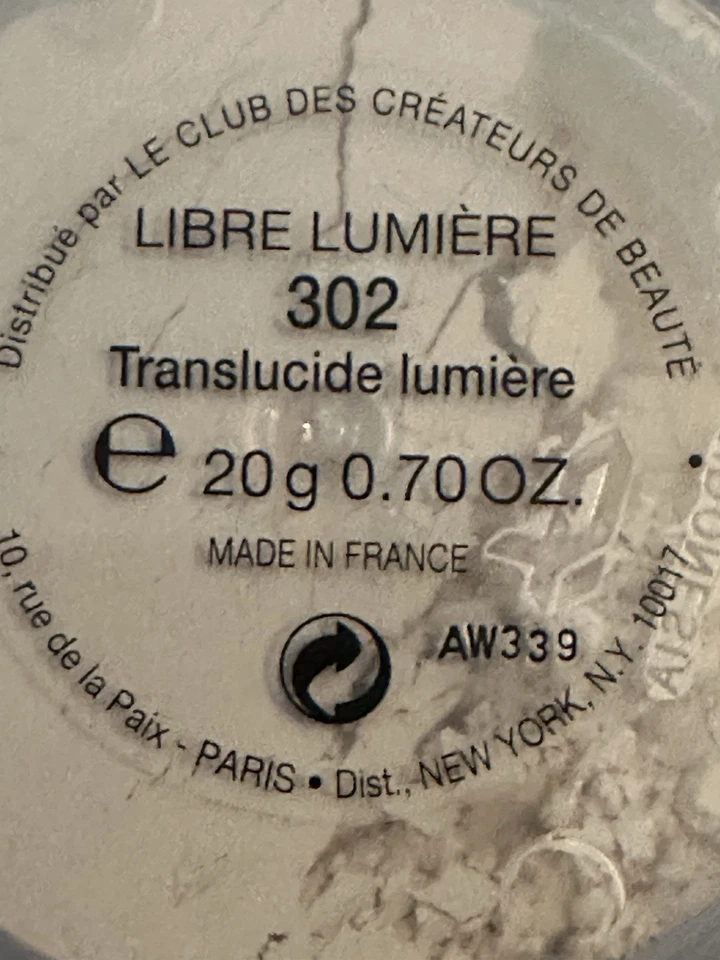 Distribué par LE CLUB DES CRÉATEURS DE BEAUTÉ
LIBRE LUMIÈRE
302
Translucide lumière
e 20g 0.70 OZ.
MADE IN FRANCE
AW339
10, rue de la Paix - PARIS • Dist., NEW YORK, N.Y. 10017 •